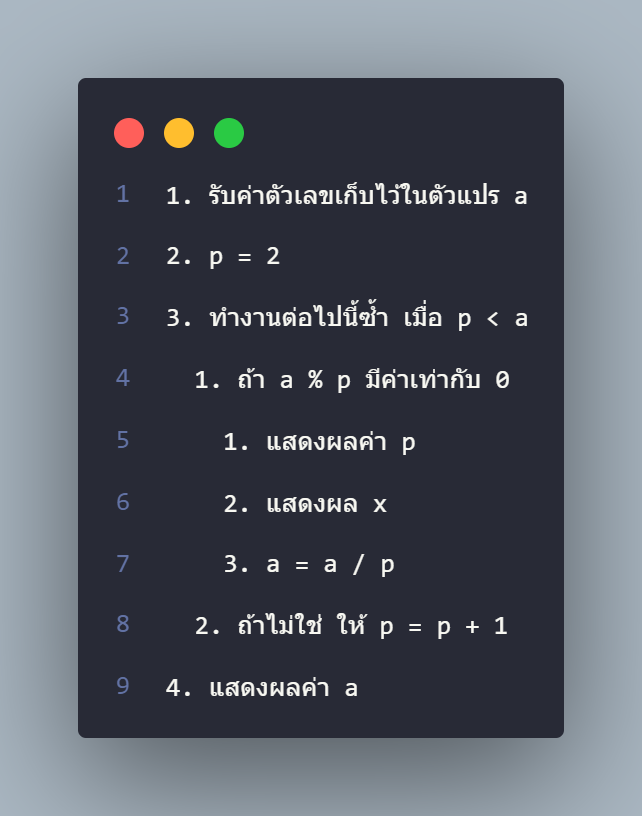 1 1. รับค่าตัวเลขเก็บไว้ในตัวแปร a
2 2. p = 2
3 3. ทำงานต่อไปนี้ซ้ำ เมื่อ p < a
4 1. ถ้า a % p มีค่าเท่ากับ 0
5 1. แสดงผลค่า p
6 2. แสดงผล x
7 3. a = a / p
8 2. ถ้าไม่ใช่ ให้ p = p + 1
9 4. แสดงผลค่า a